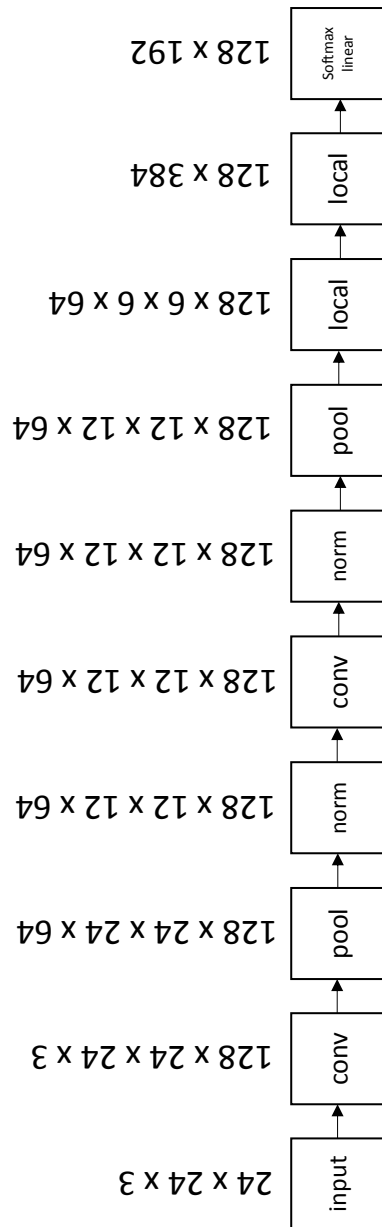 128 x 192
Softmax
linear
128 x 384
local
128 x 6 x 6 x 64
local
128 x 12 x 12 x 64
pool
128 x 12 x 12 x 64
norm
128 x 12 x 12 x 64
conv
128 x 12 x 12 x 64
norm
128 x 24 x 24 x 64
pool
128 x 24 x 24 x 3
conv
24 x 24 x 3
input